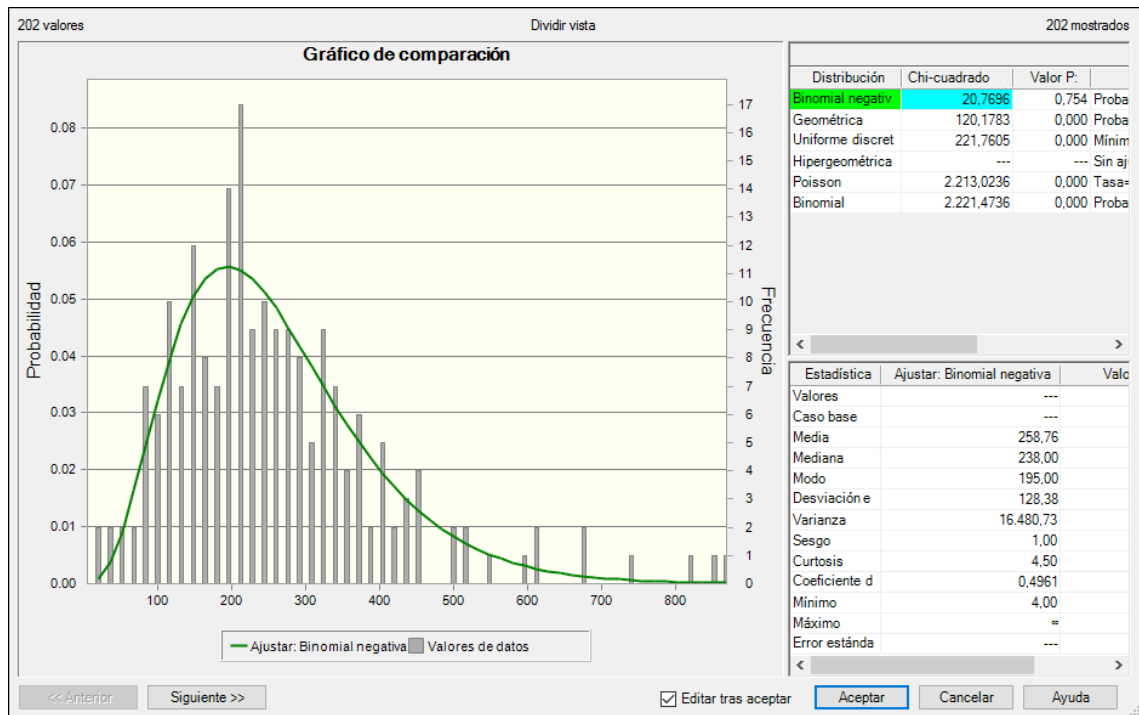 202 valores Dividir vista 202 mostrados
Gráfico de comparación
Probabilidad
0.08
0.07
0.06
0.05
0.04
0.03
0.02
0.01
0.00
17
16
15
14
13
12
11
10
9
8
7
6
5
4
3
2
1
0
Frecuencia
100 200 300 400 500 600 700 800
Ajustar: Binomial negativa Valores de datos
Distribución Chi-cuadrado Valor P:
Binomial negativ 20,7696 0,754 Proba
Geométrica 120,1783 0,000 Proba
Uniforme discret 221,7605 0,000 Mínim
Hipergeométrica --- --- Sin aju
Poisson 2.213,0236 0,000 Tasa=
Binomial 2.221,4736 0,000 Proba
Estadística Ajustar: Binomial negativa Valo
Valores ---
Caso base ---
Media 258,76
Mediana 238,00
Modo 195,00
Desviación e 128,38
Varianza 16.480,73
Sesgo 1,00
Curtosis 4,50
Coeficiente d 0,4961
Mínimo 4,00
Máximo ∞
Error estánda ---
<< Anterior Siguiente >> Editar tras aceptar Aceptar Cancelar Ayuda